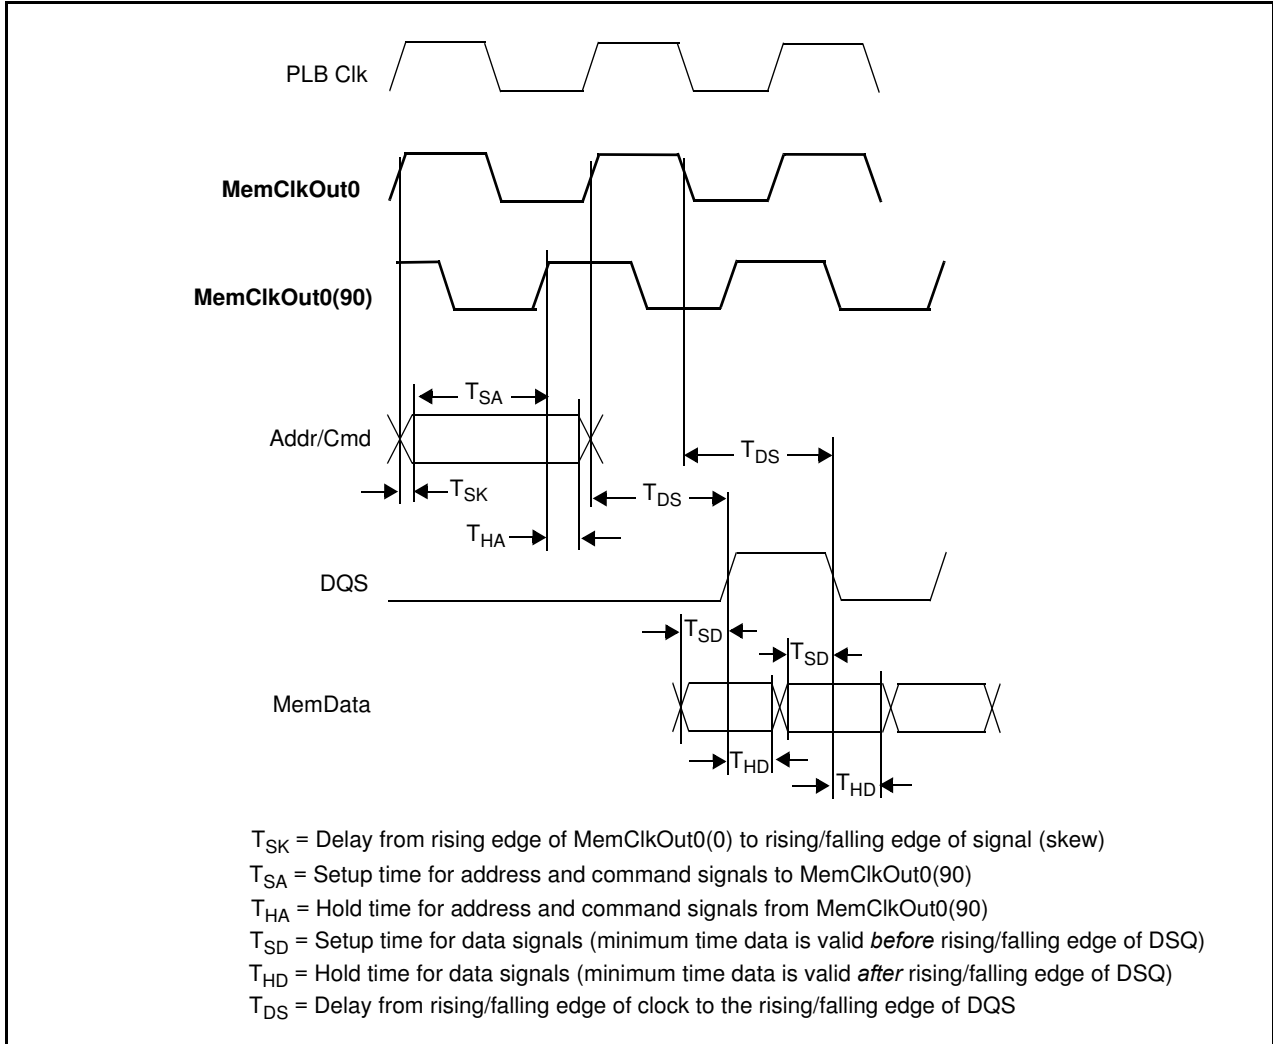 PLB Clk
MemClkOut0
MemClkOut0(90)
TSA
Addr/Cmd
TDS
TSK
TDS
THA
DQS
TSD
TSD
MemData
THD
THD
TSK = Delay from rising edge of MemClkOut0(0) to rising/falling edge of signal (skew)
TSA = Setup time for address and command signals to MemClkOut0(90)
THA = Hold time for address and command signals from MemClkOut0(90)
TSD = Setup time for data signals (minimum time data is valid before rising/falling edge of DSQ)
THD = Hold time for data signals (minimum time data is valid after rising/falling edge of DSQ)
TDS = Delay from rising/falling edge of clock to the rising/falling edge of DQS